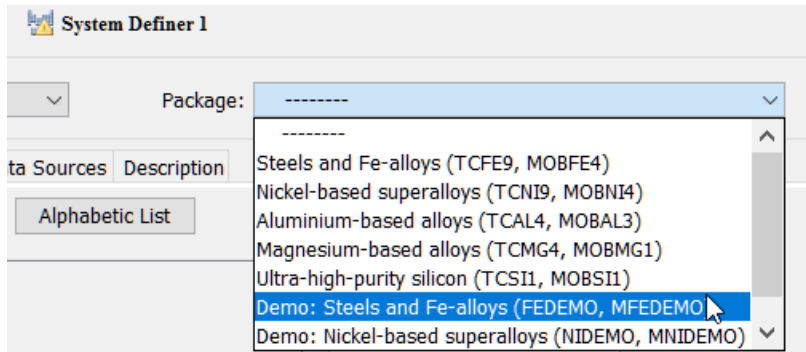 System Definer 1
Package: --------
--------
Steels and Fe-alloys (TCFE9, MOBFE4)
ta Sources Description
Nickel-based superalloys (TCNI9, MOBNI4)
Alphabetic List
Aluminium-based alloys (TCAL4, MOBAL3)
Magnesium-based alloys (TCMG4, MOBMG1)
Ultra-high-purity silicon (TCSI1, MOBSI1)
Demo: Steels and Fe-alloys (FEDEMO, MFEDEMO)
Demo: Nickel-based superalloys (NIDEMO, MNIDEMO)